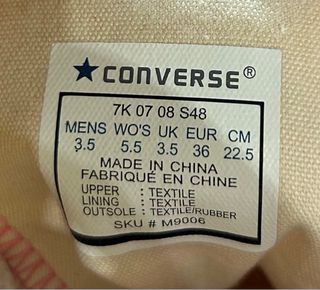 ★CONVERSE®
7K 07 08 S48
MENS WO'S UK EUR CM
3.5 5.5 3.5 36 22.5
MADE IN CHINA
FABRIQUÉ EN CHINE
UPPER : TEXTILE
LINING : TEXTILE
OUTSOLE : TEXTILE/RUBBER
SKU # M9006